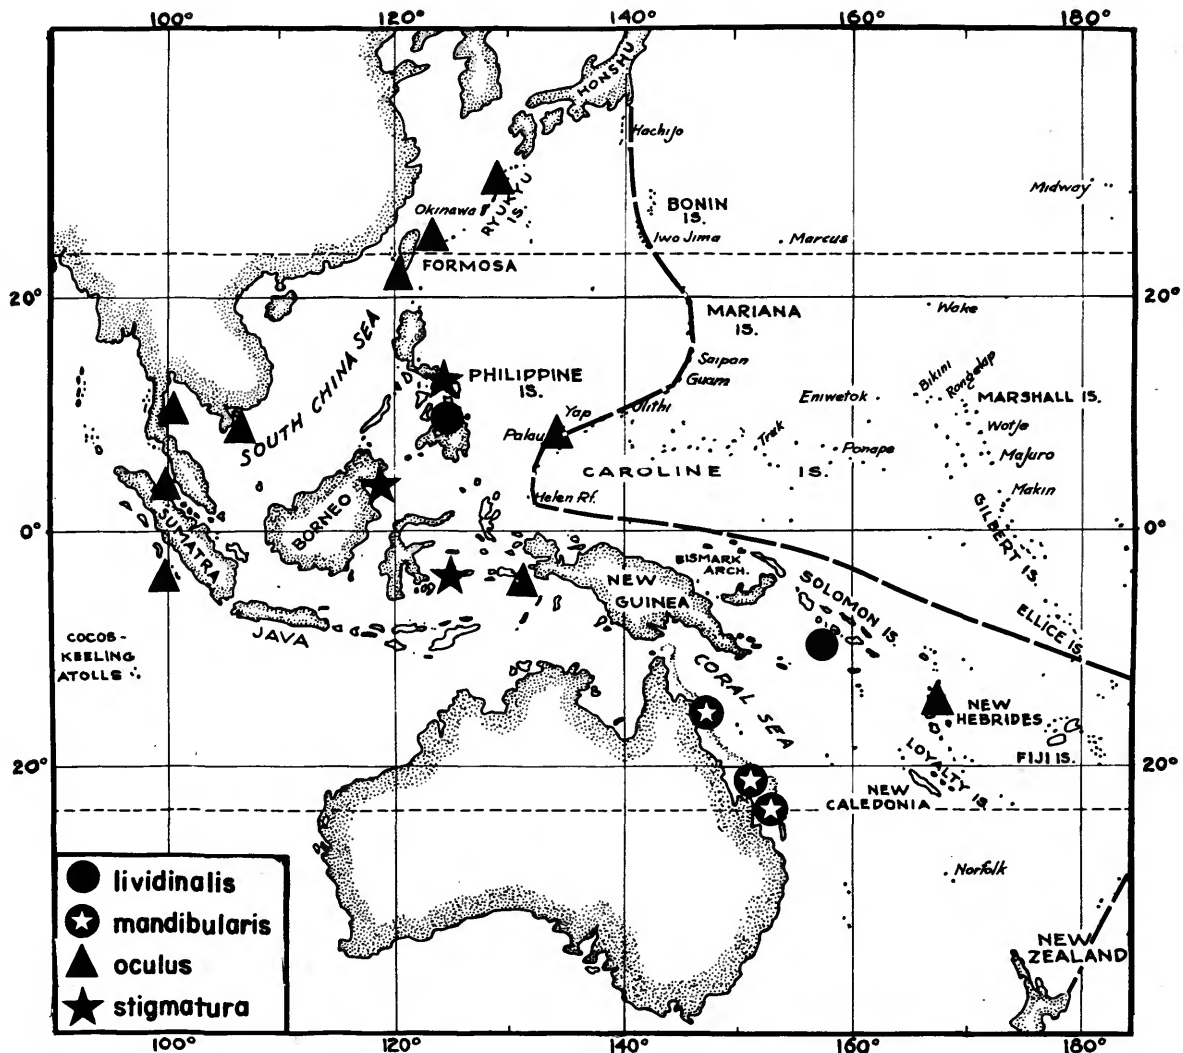 100° 120° 140° 160° 180°
HONSHU
Hachijo
Midway
BONIN
IS.
Okinawa
RYUKYU
IS.
Iwo Jima
Marcus
FORMOSA
20° 20°
Wake
MARIANA
IS.
SOUTH CHINA SEA
Saipan
Guam
PHILIPPINE
IS.
Bikini
Rongelap
Eniwetok
MARSHALL IS.
Ulithi
Yap
Wotje
Palau
Truk
Ponape
Majuro
CAROLINE IS.
Makin
Helen Rf.
GILBERT IS.
0° 0°
BORNEO
SUMATRA
BISMARK
ARCH.
NEW
GUINEA
SOLOMON IS.
ELLICE IS.
JAVA
COCOS-
KEELING
ATOLLS
CORAL SEA
NEW
HEBRIDES
FIJI IS.
LOYALTY IS.
20° 20°
NEW
CALEDONIA
Norfolk
lividinalis
mandibularis
oculus
stigmatura
NEW
ZEALAND
100° 120° 140° 160° 180°